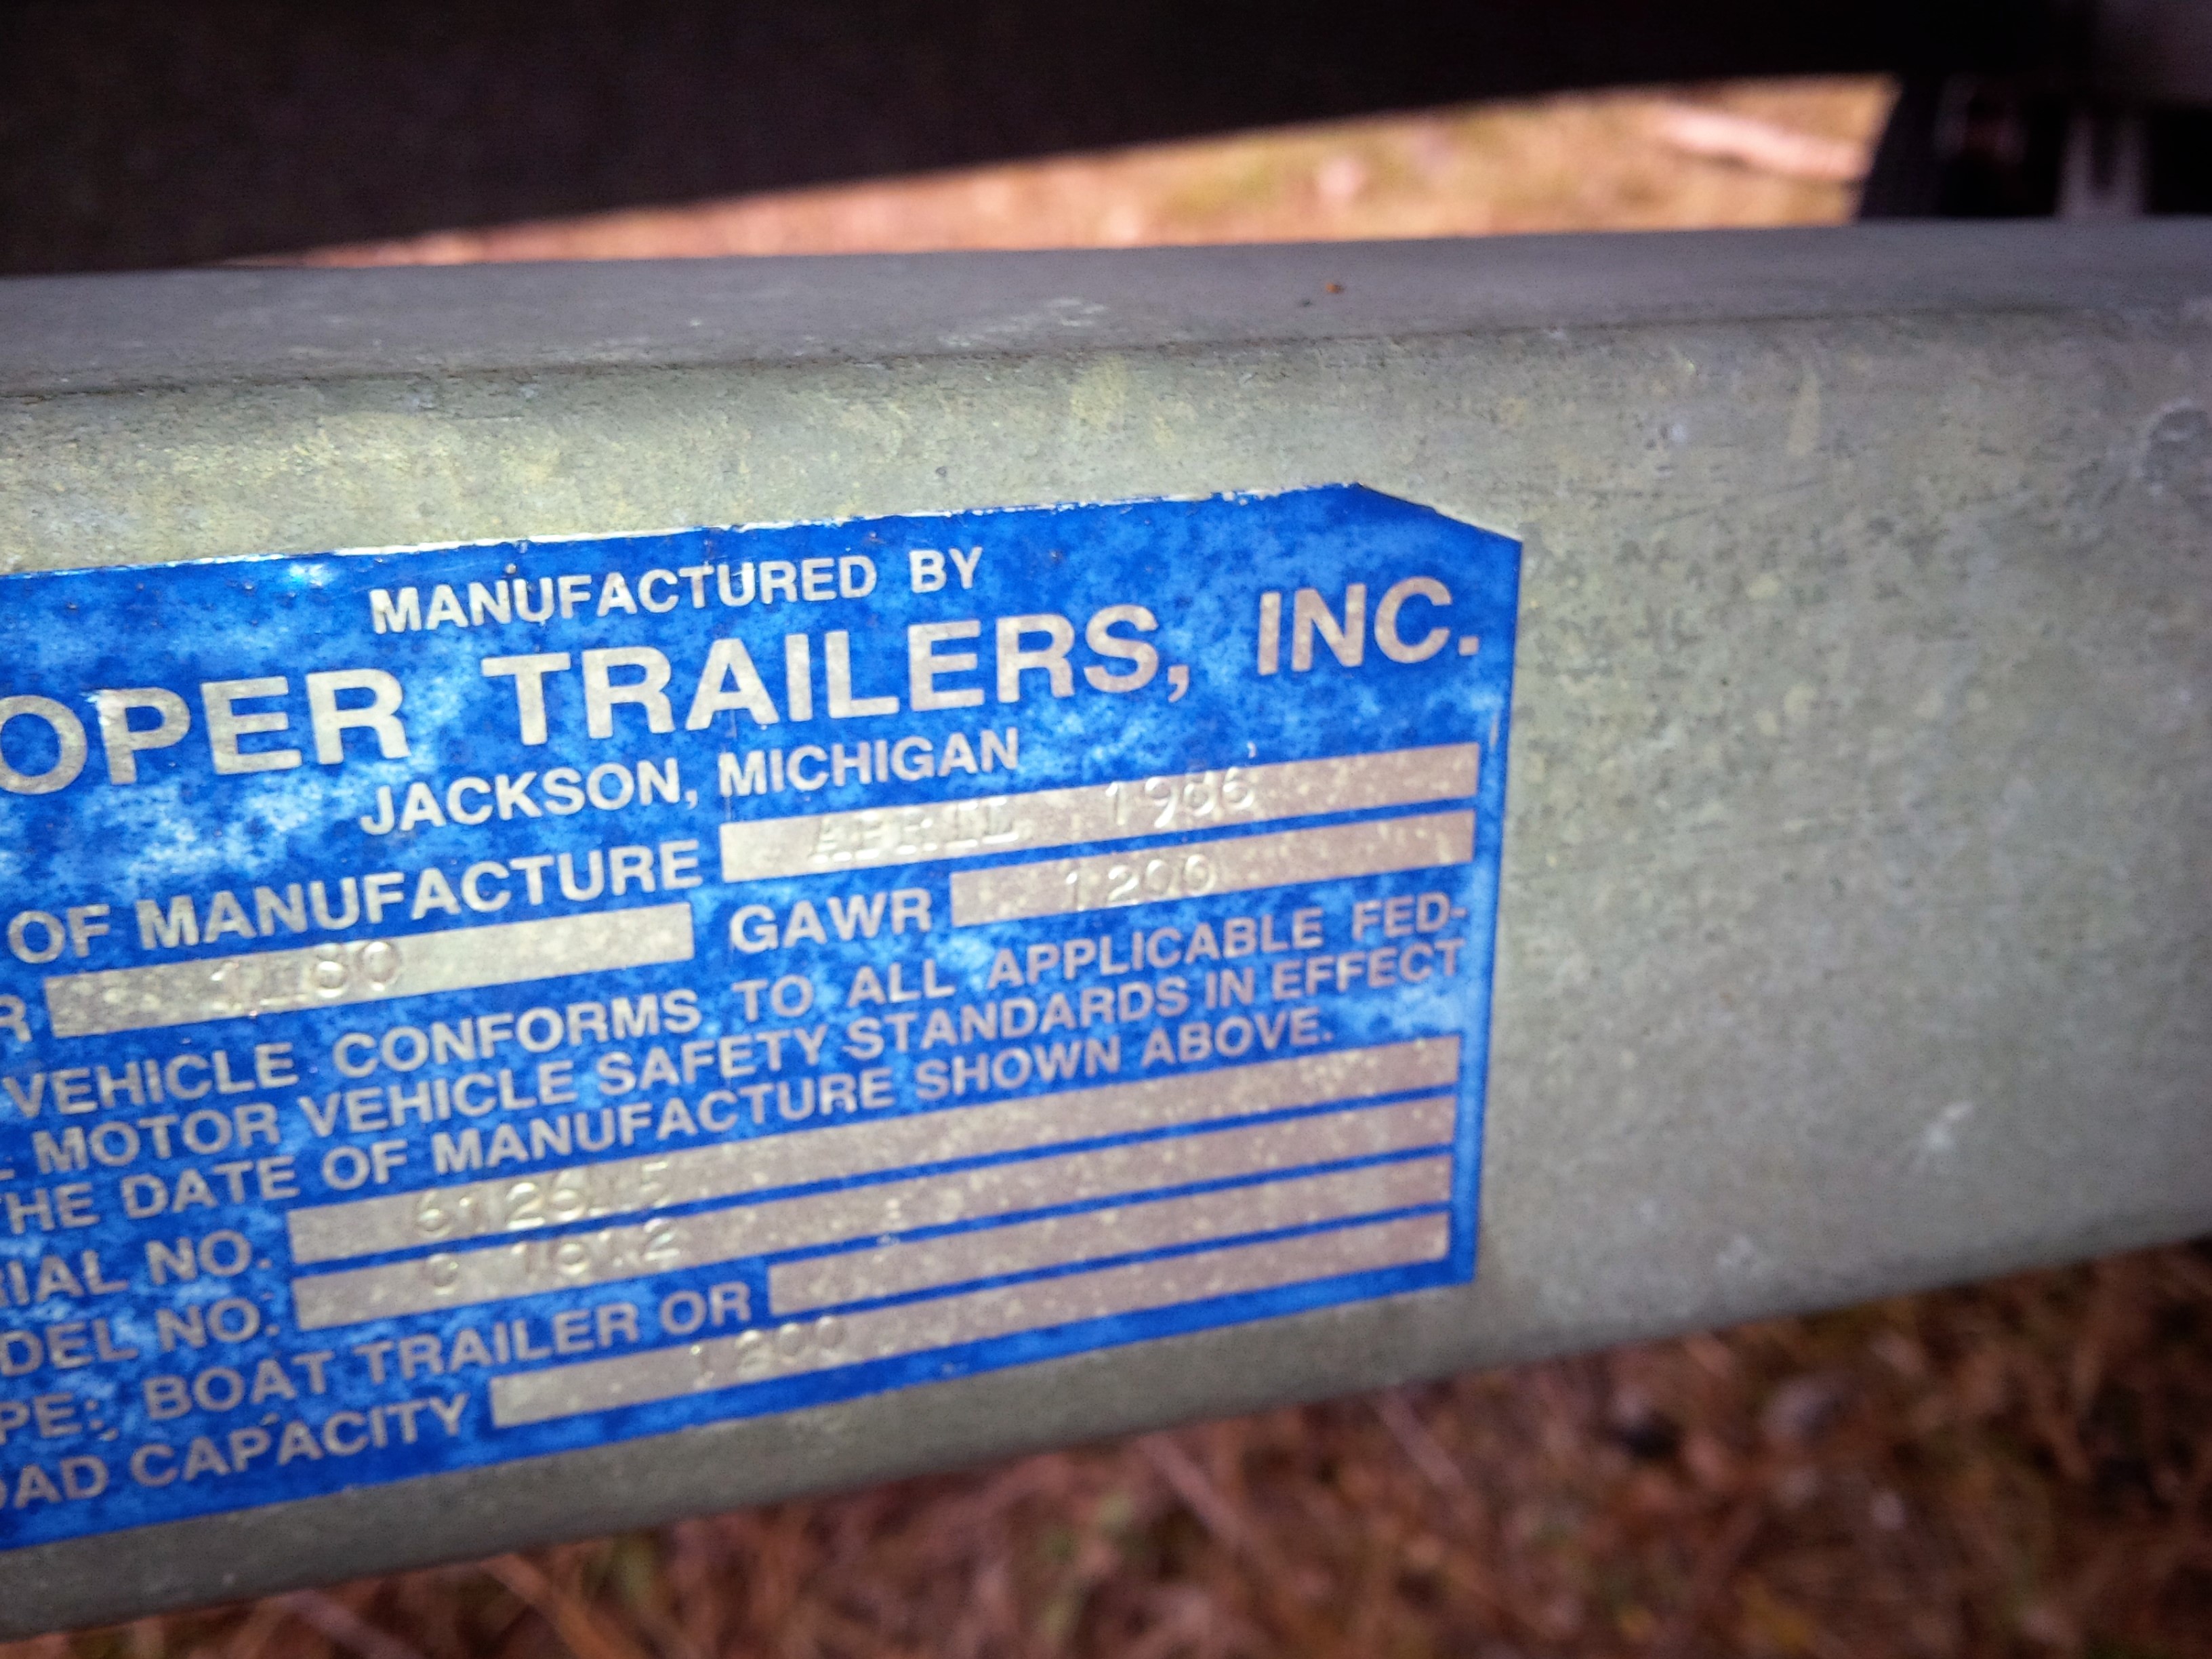 MANUFACTURED BY
OPER TRAILERS, INC.
JACKSON, MICHIGAN
OF MANUFACTURE APRIL 1986
R GAWR 1200
VEHICLE CONFORMS TO ALL APPLICABLE FED-
L MOTOR VEHICLE SAFETY STANDARDS IN EFFECT
HE DATE OF MANUFACTURE SHOWN ABOVE.
IAL NO.
DEL NO.
PE: BOAT TRAILER OR
OAD CAPACITY 1200